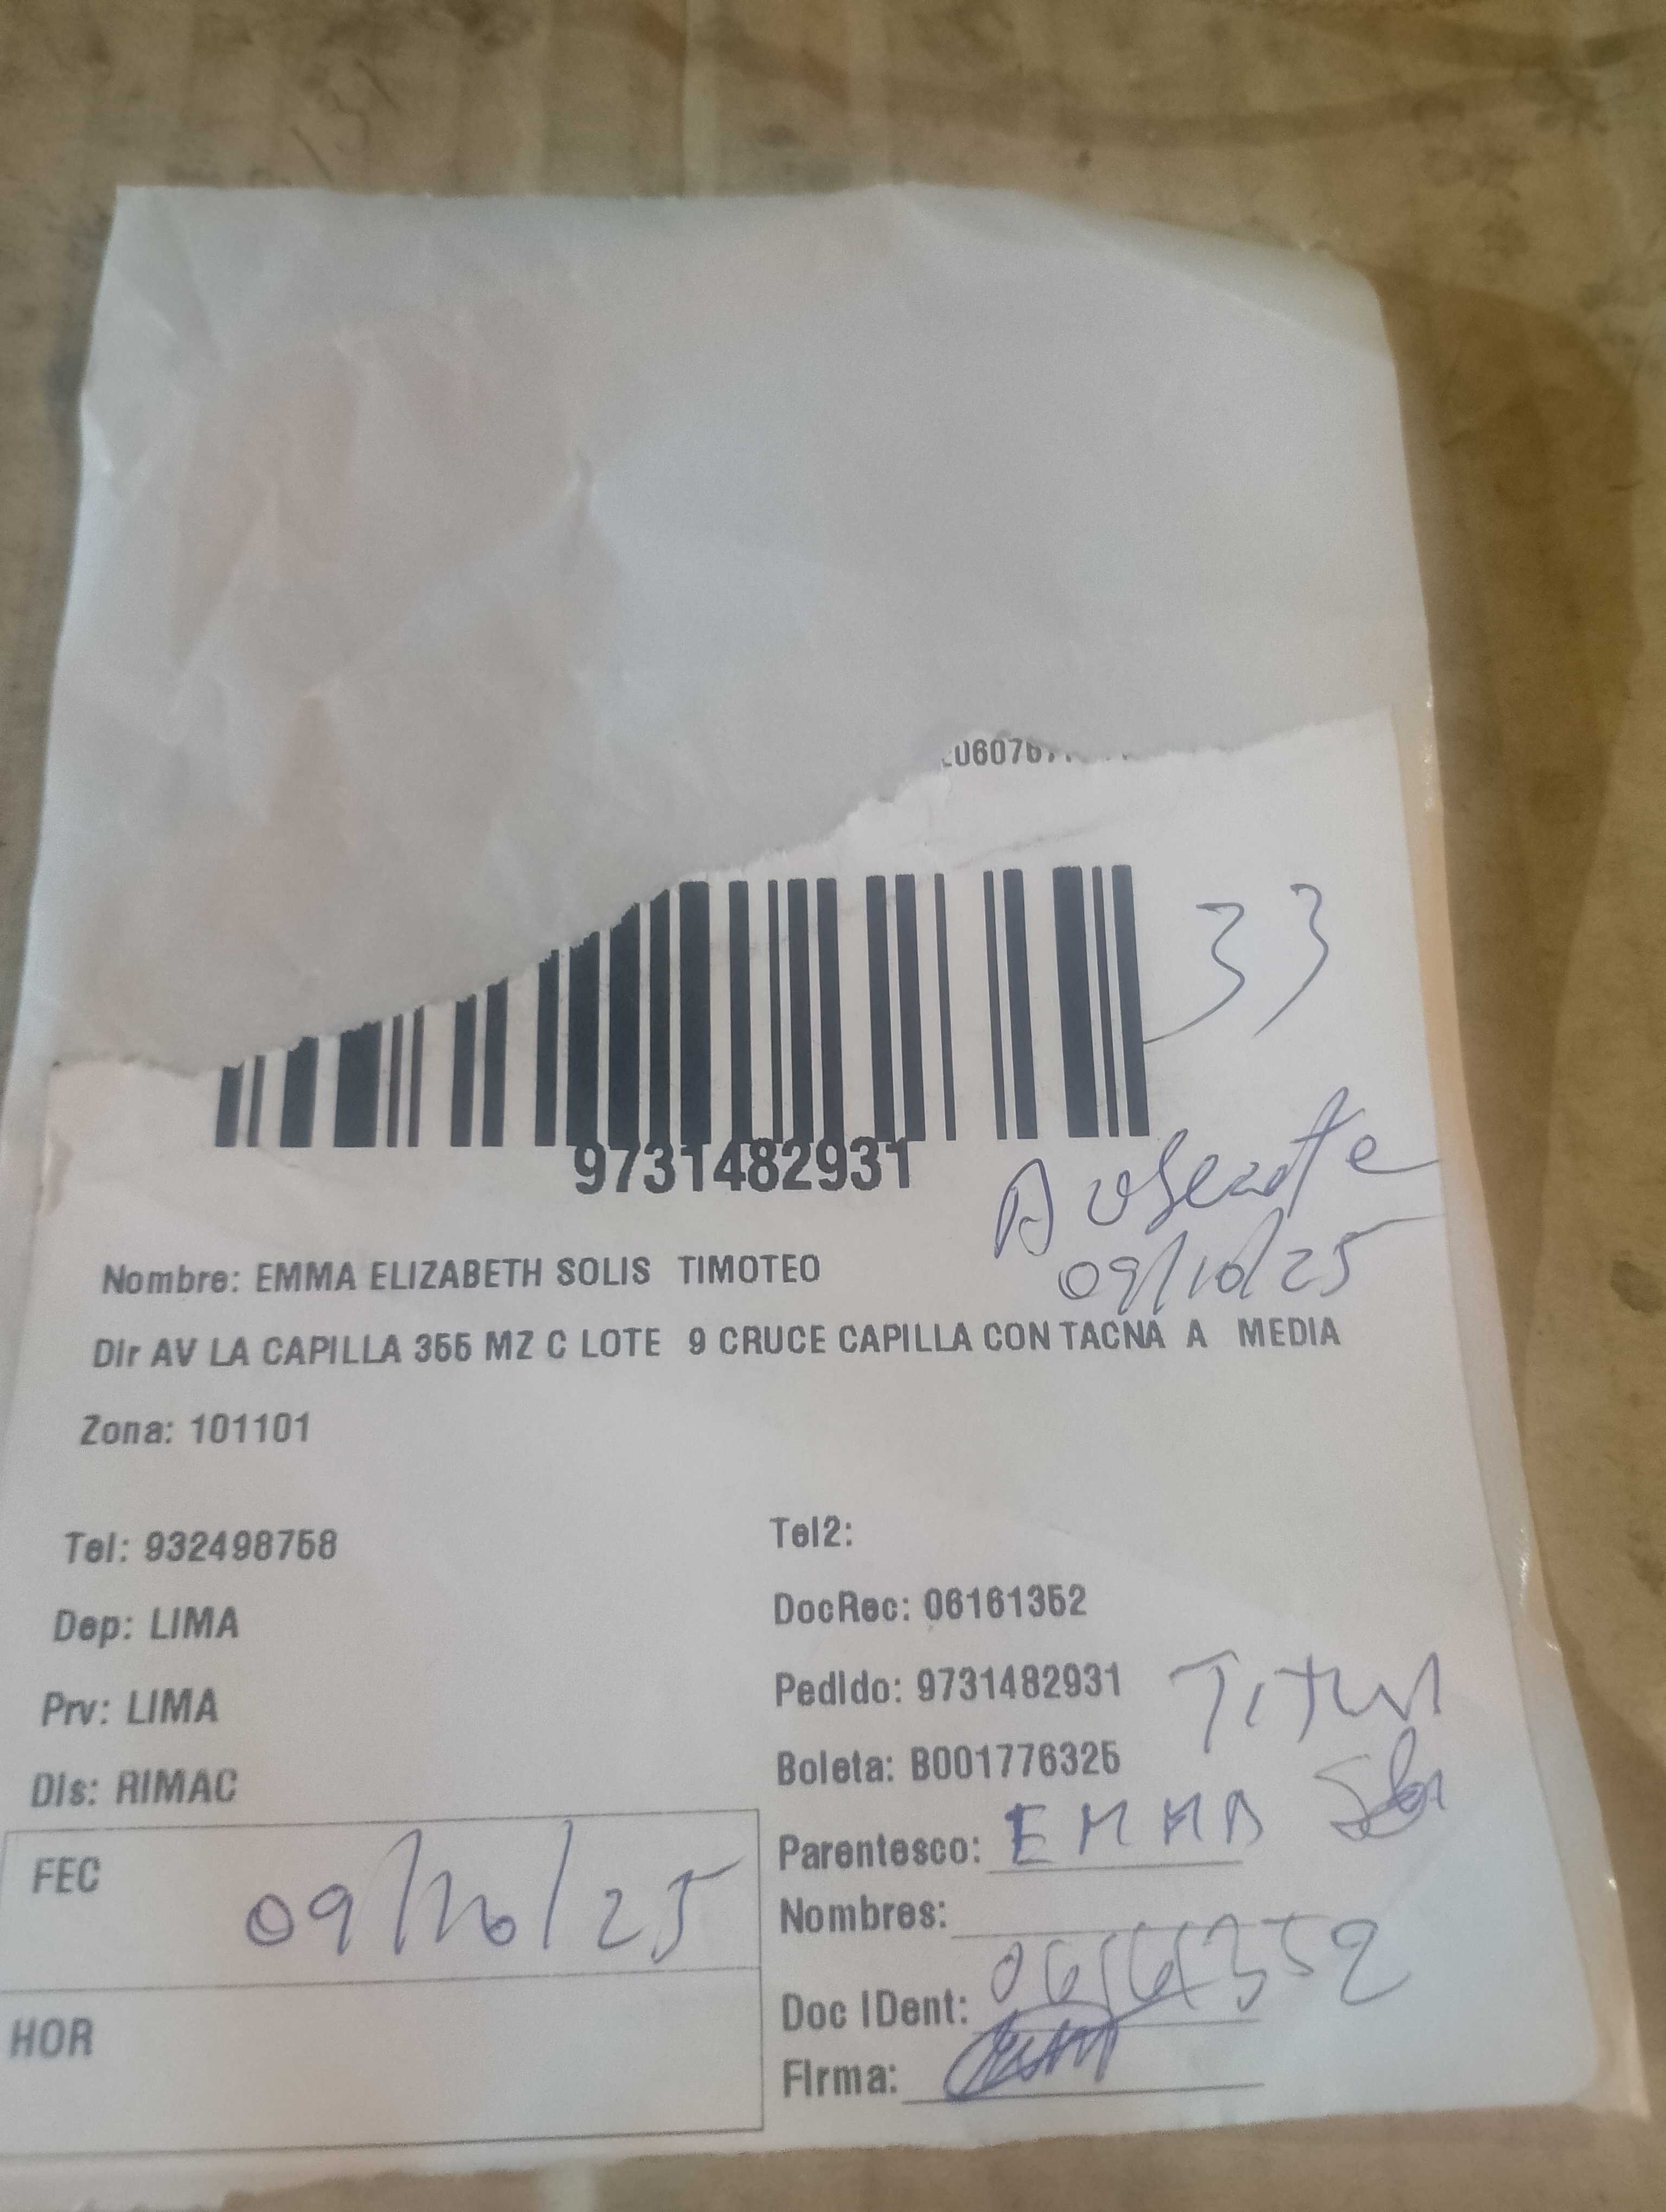 33
9731482931
Ausente
09/10/25
Nombre: EMMA ELIZABETH SOLIS TIMOTEO
Dir AV LA CAPILLA 355 MZ C LOTE 9 CRUCE CAPILLA CON TACNA A MEDIA
Zona: 101101
Tel: 932498758
Tel2:
Dep: LIMA
DocRec: 06161352
Prv: LIMA
Pedido: 9731482931
Dis: RIMAC
Boleta: B001776325
FEC 09/10/25
Parentesco: EMMA
Nombres:
HOR
Doc IDent: 06161352
Firma: